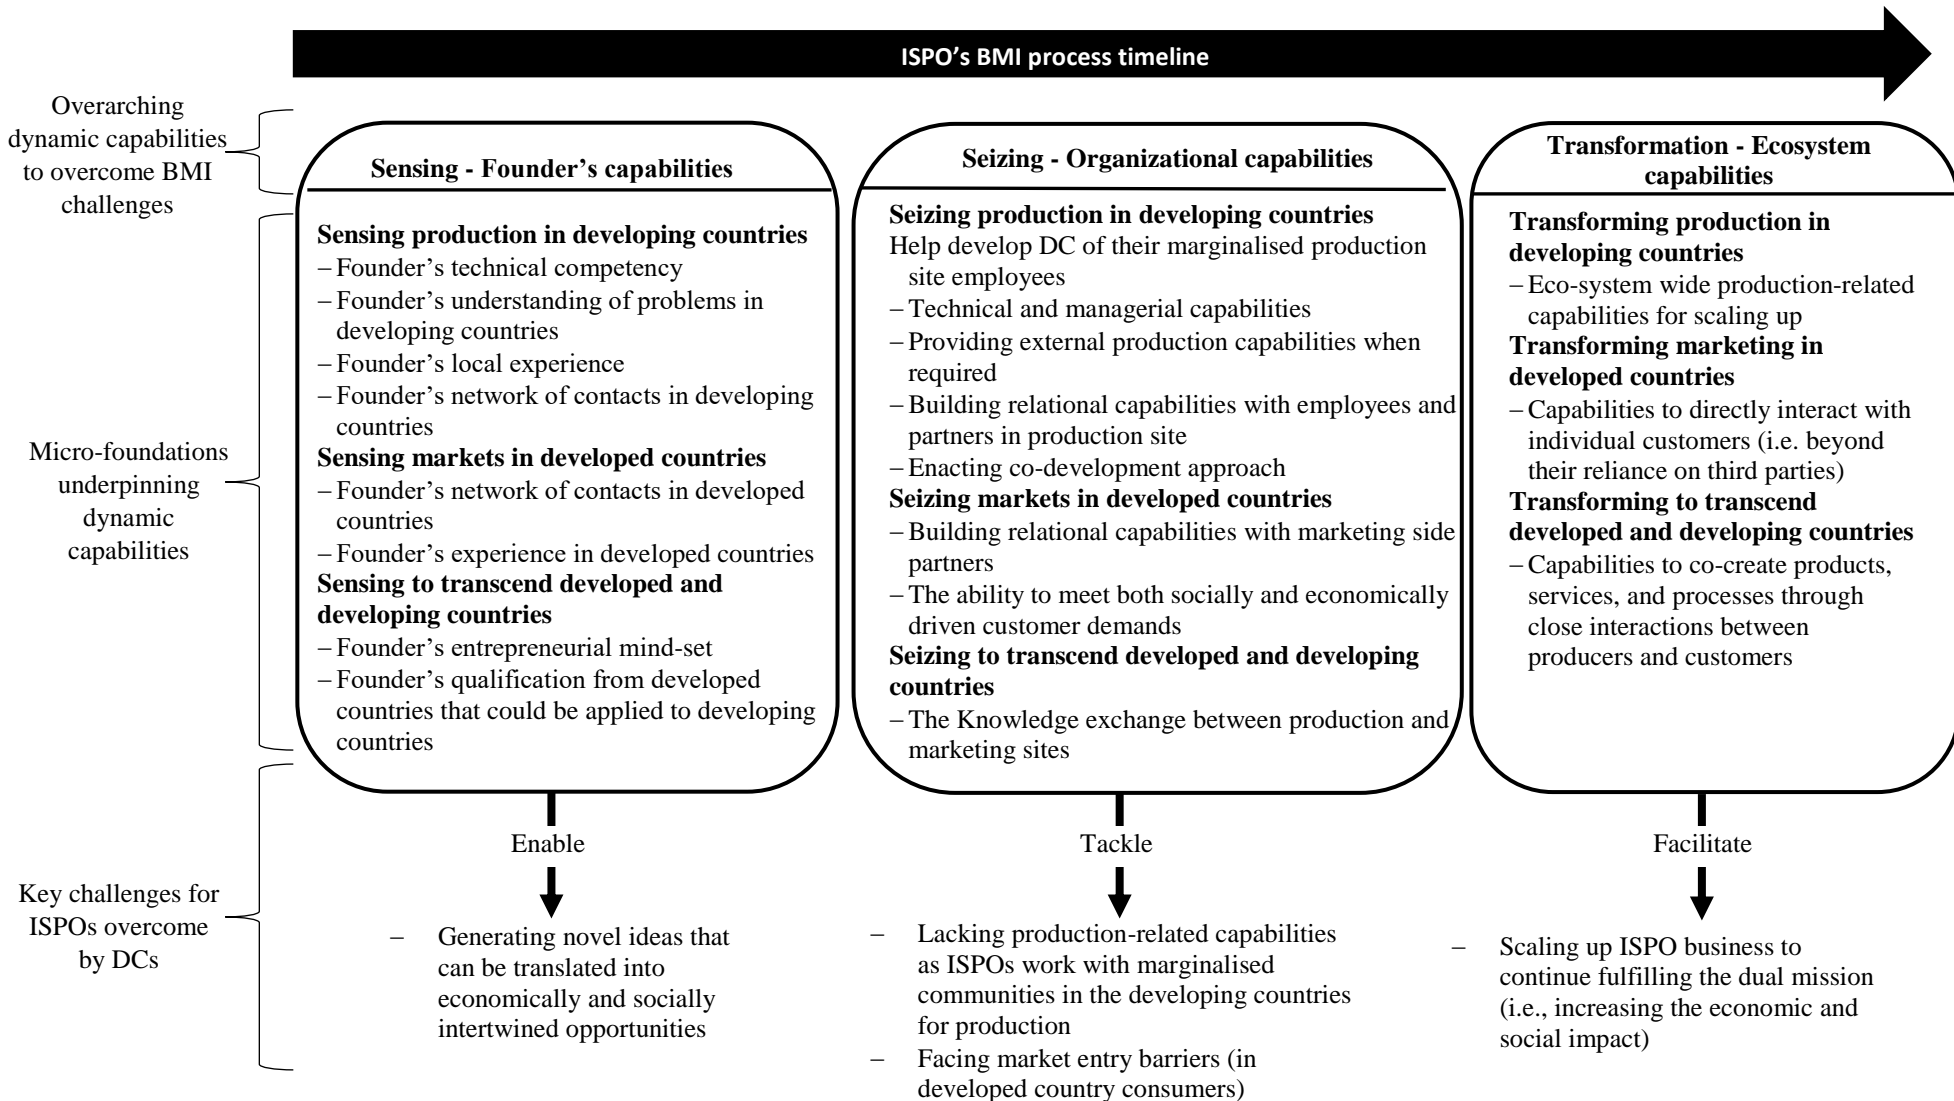 ISPO's BMI process timeline
Overarching
dynamic capabilities
to overcome BMI
challenges
Micro-foundations
underpinning
dynamic
capabilities
Key challenges for
ISPOs overcome
by DCs
Sensing - Founder's capabilities
Sensing production in developing countries
– Founder's technical competency
– Founder's understanding of problems in
developing countries
– Founder's local experience
– Founder's network of contacts in developing
countries
Sensing markets in developed countries
– Founder's network of contacts in developed
countries
– Founder's experience in developed countries
Sensing to transcend developed and
developing countries
– Founder's entrepreneurial mind-set
– Founder's qualification from developed
countries that could be applied to developing
countries
Enable
– Generating novel ideas that
can be translated into
economically and socially
intertwined opportunities
Seizing - Organizational capabilities
Seizing production in developing countries
Help develop DC of their marginalised production
site employees
– Technical and managerial capabilities
– Providing external production capabilities when
required
– Building relational capabilities with employees and
partners in production site
– Enacting co-development approach
Seizing markets in developed countries
– Building relational capabilities with marketing side
partners
– The ability to meet both socially and economically
driven customer demands
Seizing to transcend developed and developing
countries
– The Knowledge exchange between production and
marketing sites
Tackle
– Lacking production-related capabilities
as ISPOs work with marginalised
communities in the developing countries
for production
– Facing market entry barriers (in
developed country consumers)
Transformation - Ecosystem
capabilities
Transforming production in
developing countries
– Eco-system wide production-related
capabilities for scaling up
Transforming marketing in
developed countries
– Capabilities to directly interact with
individual customers (i.e. beyond
their reliance on third parties)
Transforming to transcend
developed and developing countries
– Capabilities to co-create products,
services, and processes through
close interactions between
producers and customers
Facilitate
– Scaling up ISPO business to
continue fulfilling the dual mission
(i.e., increasing the economic and
social impact)